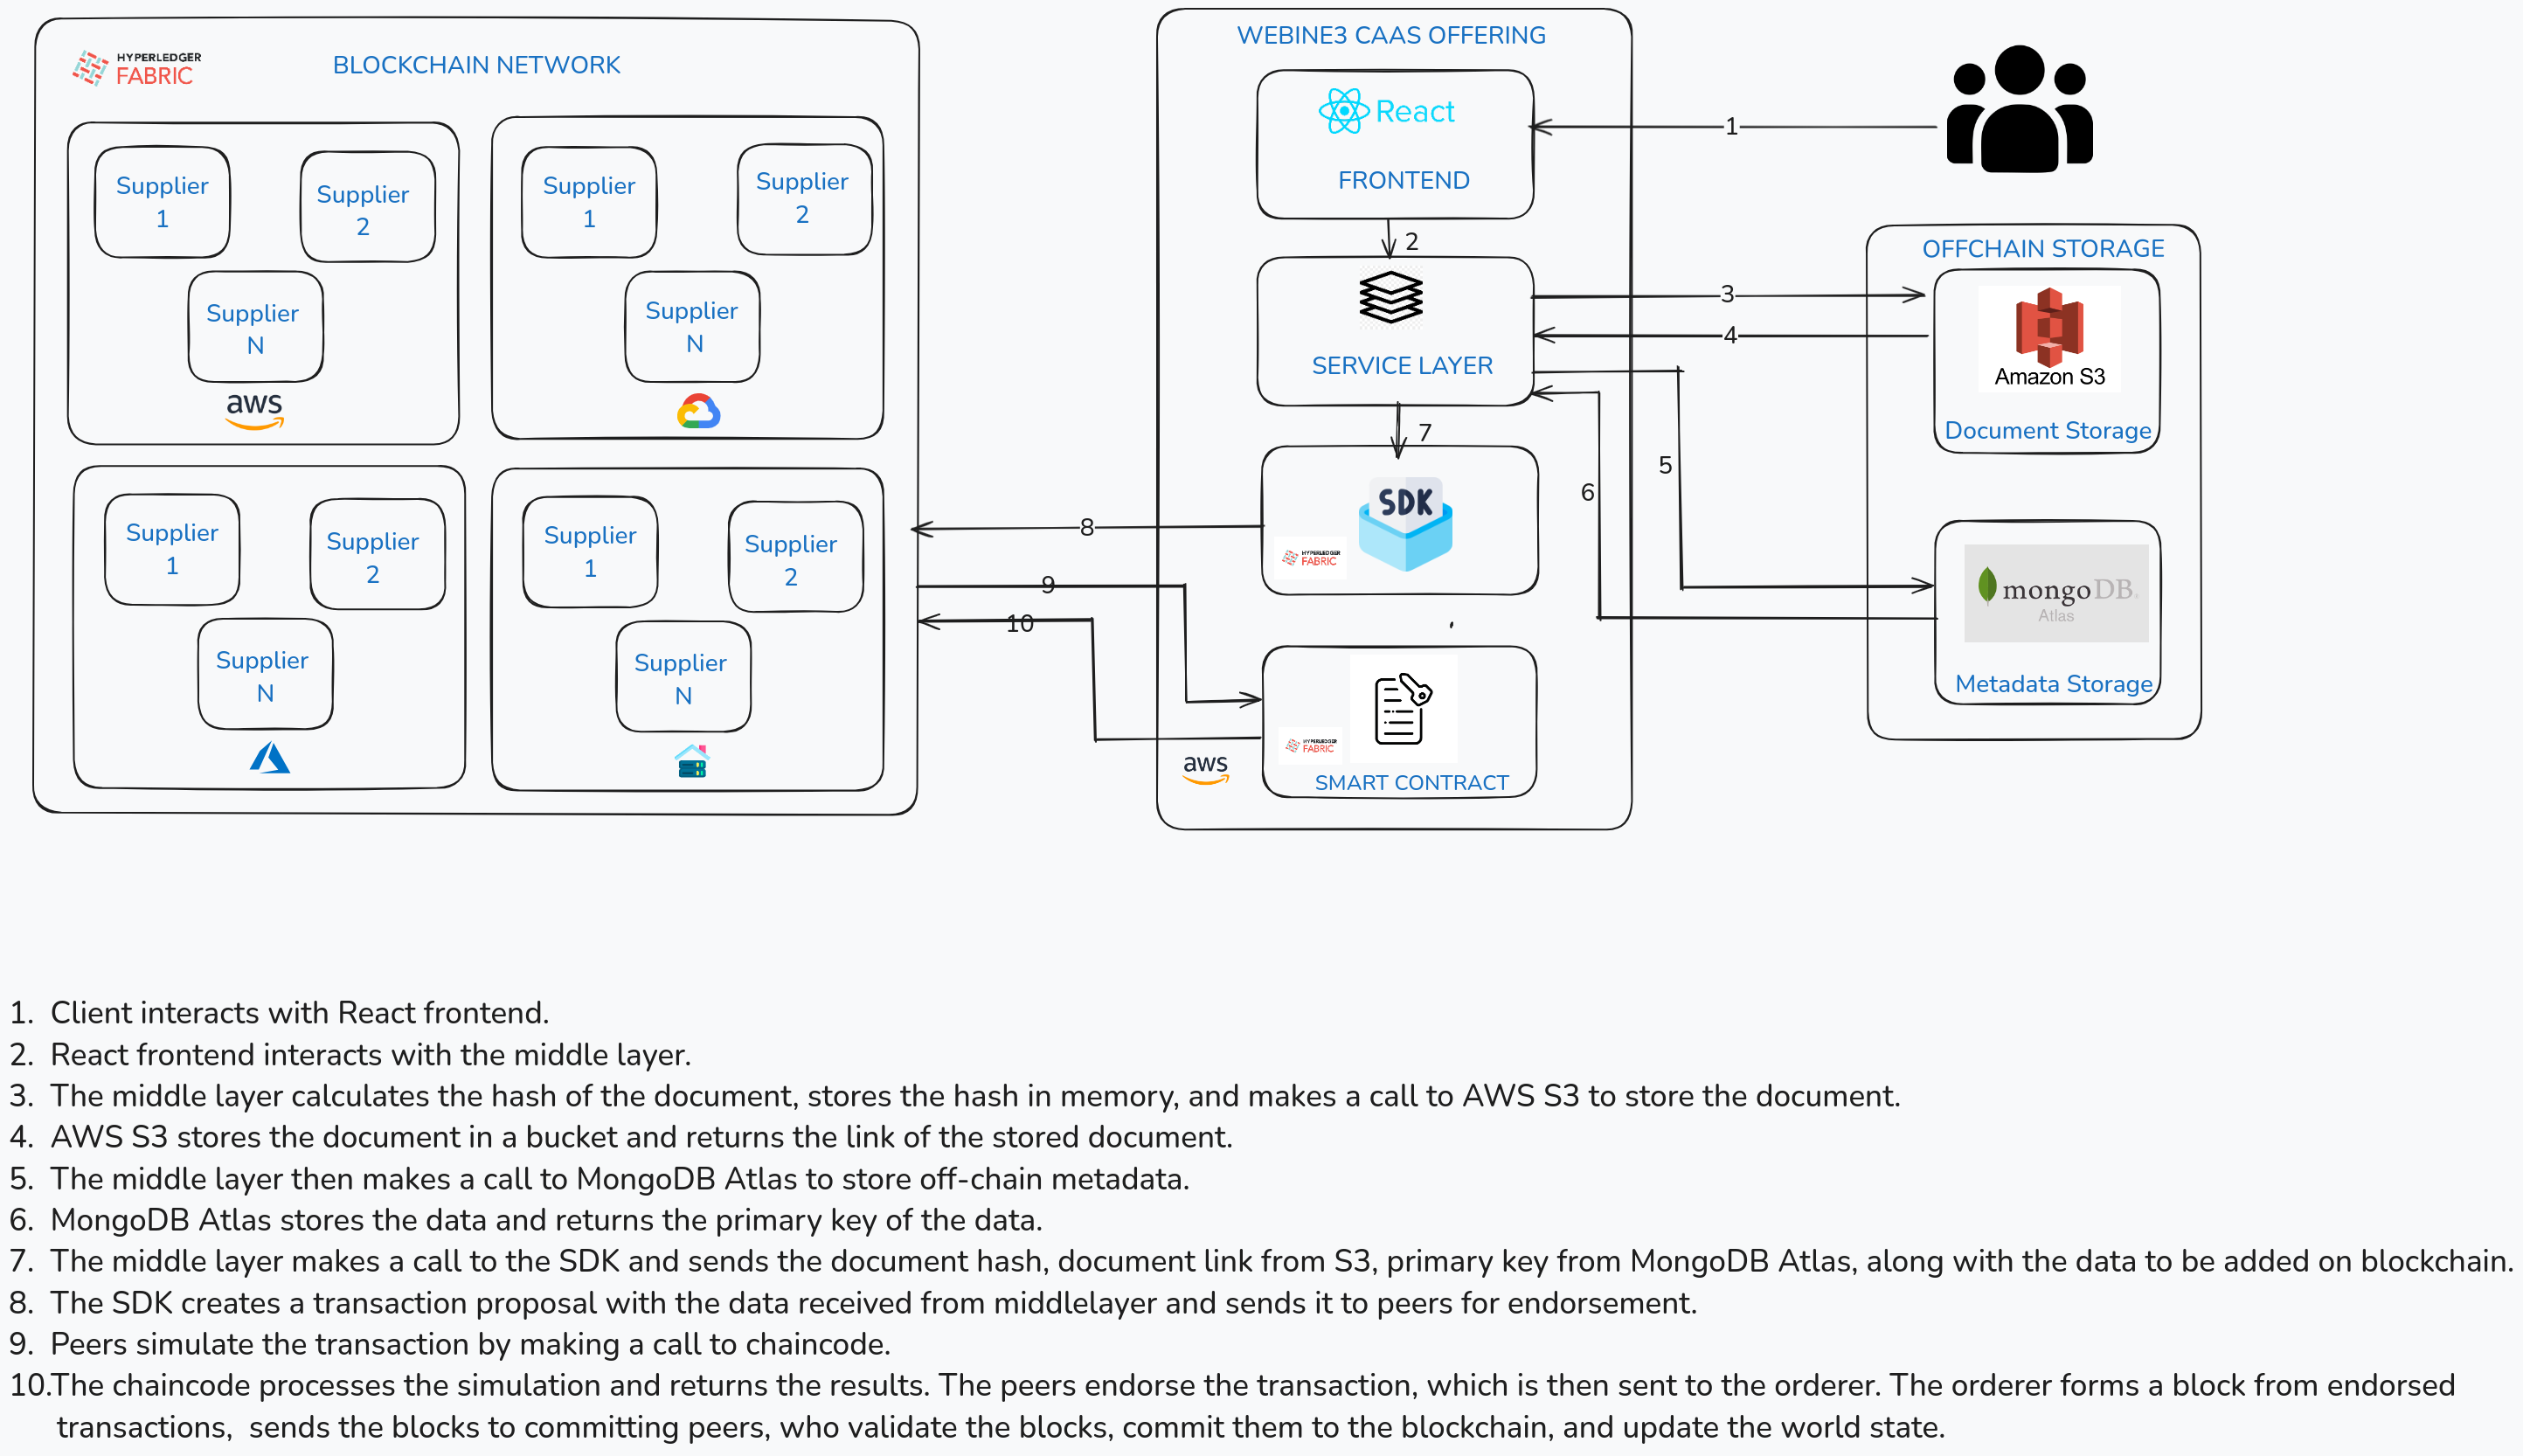 HYPERLEDGER
FABRIC
BLOCKCHAIN NETWORK
Supplier
1
Supplier
2
Supplier
N
aws
Supplier
1
Supplier
2
Supplier
N
Supplier
1
Supplier
2
Supplier
N
Supplier
1
Supplier
2
Supplier
N
WEBINE3 CAAS OFFERING
React
FRONTEND
1
2
SERVICE LAYER
3
4
5
6
7
SDK
HYPERLEDGER
FABRIC
8
9
10
HYPERLEDGER
FABRIC
SMART CONTRACT
aws
OFFCHAIN STORAGE
Amazon S3
Document Storage
mongoDB.
Atlas
Metadata Storage
1. Client interacts with React frontend.
2. React frontend interacts with the middle layer.
3. The middle layer calculates the hash of the document, stores the hash in memory, and makes a call to AWS S3 to store the document.
4. AWS S3 stores the document in a bucket and returns the link of the stored document.
5. The middle layer then makes a call to MongoDB Atlas to store off-chain metadata.
6. MongoDB Atlas stores the data and returns the primary key of the data.
7. The middle layer makes a call to the SDK and sends the document hash, document link from S3, primary key from MongoDB Atlas, along with the data to be added on blockchain.
8. The SDK creates a transaction proposal with the data received from middlelayer and sends it to peers for endorsement.
9. Peers simulate the transaction by making a call to chaincode.
10.The chaincode processes the simulation and returns the results. The peers endorse the transaction, which is then sent to the orderer. The orderer forms a block from endorsed
transactions, sends the blocks to committing peers, who validate the blocks, commit them to the blockchain, and update the world state.